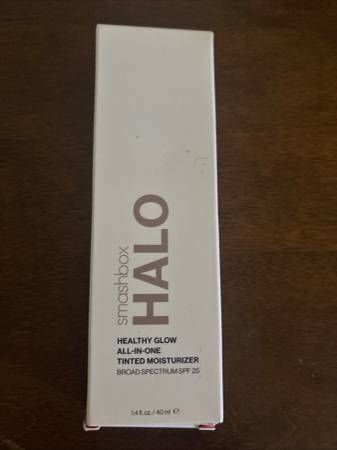 smashbox
HALO
HEALTHY GLOW
ALL-IN-ONE
TINTED MOISTURIZER
BROAD SPECTRUM SPF 25
1.4 fl. oz. / 40 ml ℮